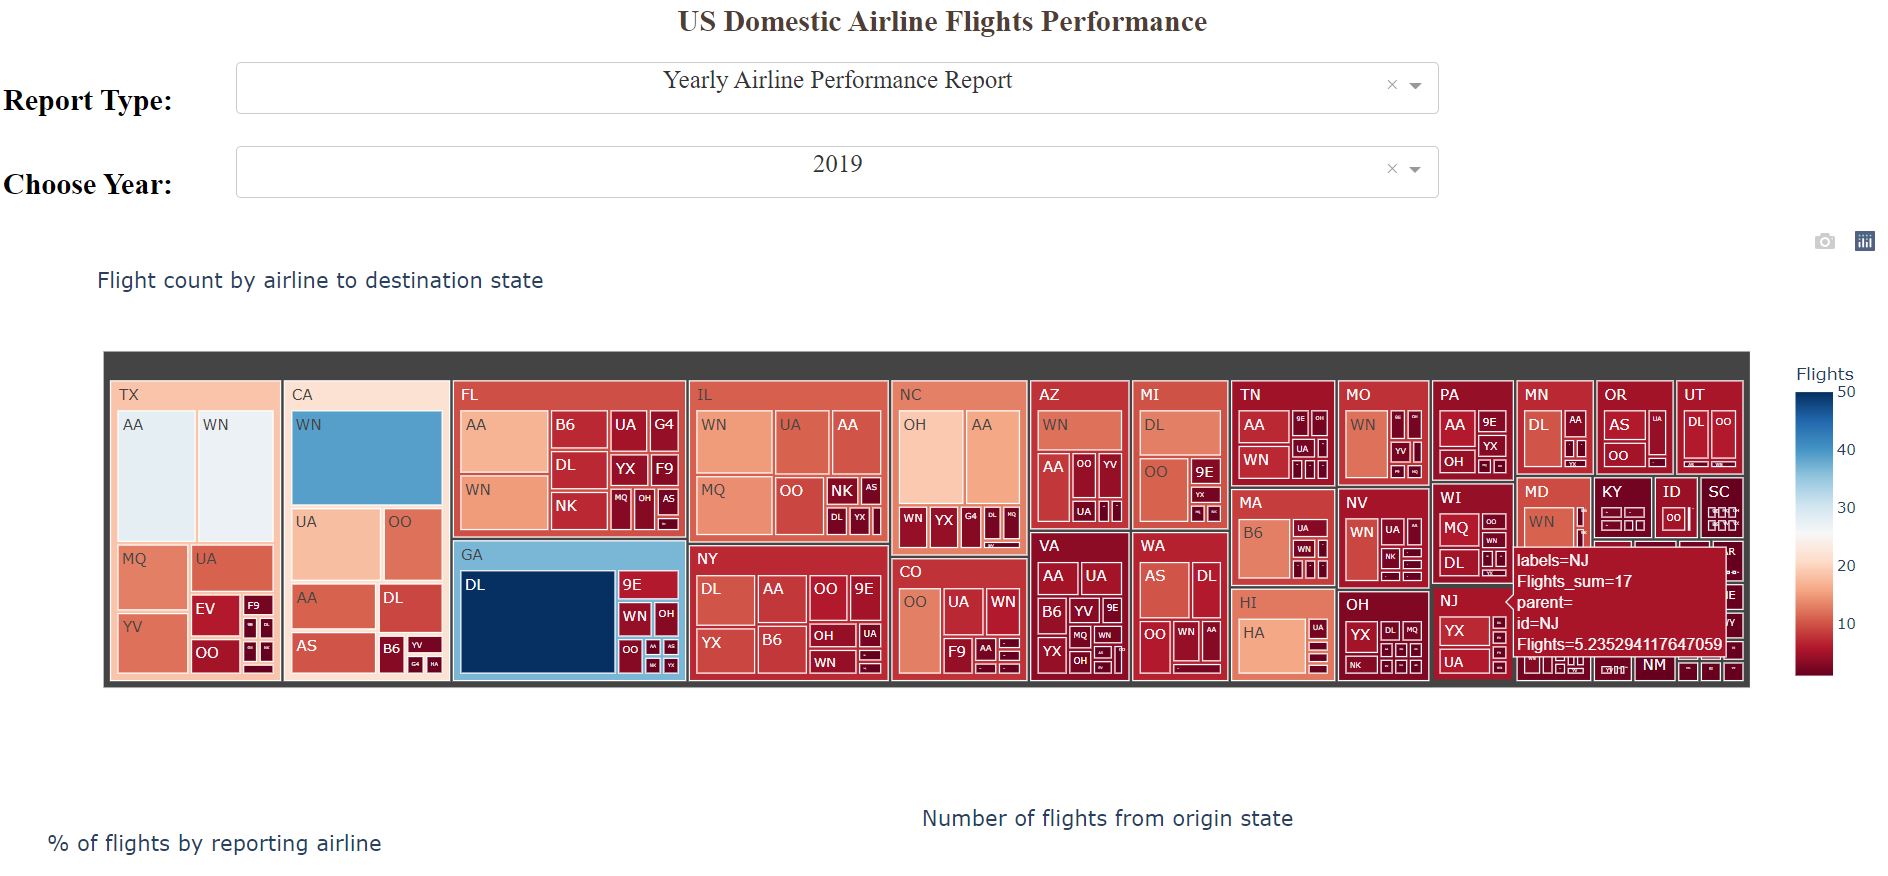 US Domestic Airline Flights Performance
Report Type:
Yearly Airline Performance Report
Choose Year:
2019
Flight count by airline to destination state
Flights
50
40
30
20
10
TX
AA
WN
MQ
UA
YV
EV
F9
OO
CA
WN
UA
OO
AA
DL
AS
B6
YV
G4
HA
FL
AA
B6
UA
G4
DL
YX
F9
WN
NK
MQ
OH
AS
GA
DL
9E
WN
OH
OO
AA
AS
NK
YX
IL
WN
UA
AA
MQ
OO
NK
AS
DL
YX
NY
DL
AA
OO
9E
YX
B6
OH
UA
WN
NC
OH
AA
WN
YX
G4
DL
MQ
CO
OO
UA
WN
F9
AA
AZ
WN
AA
OO
YV
UA
VA
AA
UA
B6
YV
9E
YX
MQ
WN
OH
MI
DL
OO
9E
YX
WA
AS
DL
OO
WN
AA
TN
AA
9E
OH
WN
UA
MA
B6
UA
WN
HI
HA
UA
MO
WN
YV
NV
WN
UA
AA
NK
OH
YX
DL
MQ
NK
PA
AA
9E
YX
OH
WI
MQ
OO
WN
DL
NJ
YX
UA
MN
DL
AA
YX
MD
WN
OR
AS
UA
OO
UT
DL
OO
KY
ID
OO
SC
NM
labels=NJ
Flights_sum=17
parent=
id=NJ
Flights=5.235294117647059
Number of flights from origin state
% of flights by reporting airline